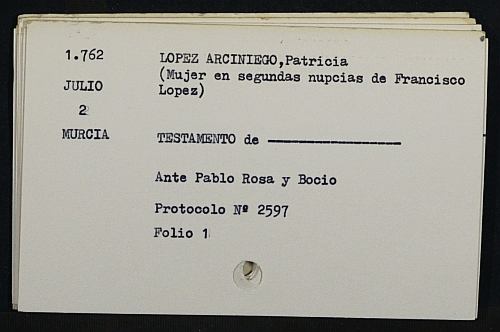 1.762
LOPEZ ARCINIEGO,Patricia
(Mujer en segundas nupcias de Francisco
Lopez)
JULIO
2
MURCIA
TESTAMENTO de ———————————
Ante Pablo Rosa y Bocio
Protocolo Nº 2597
Folio 1